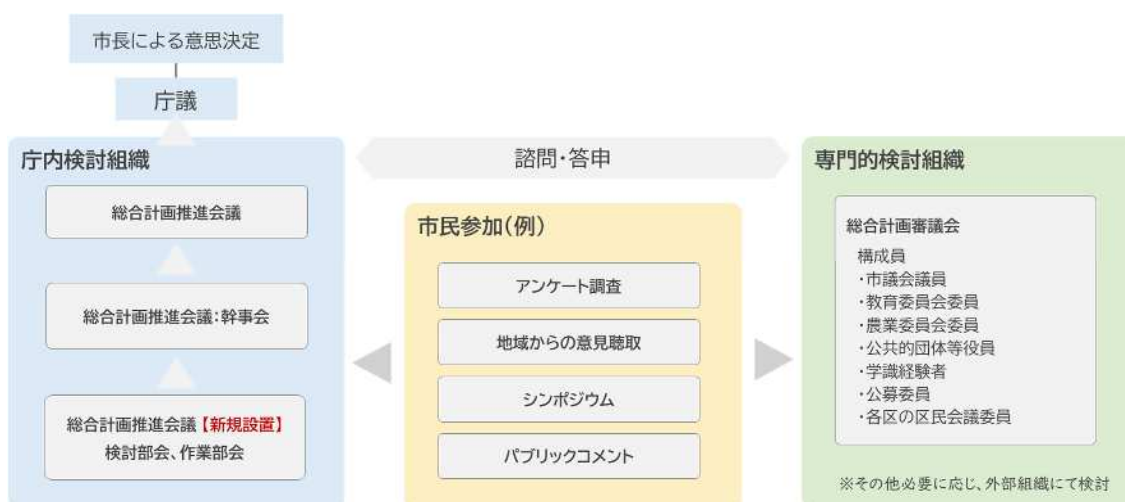 市長による意思決定
庁議
庁内検討組織
総合計画推進会議
総合計画推進会議:幹事会
総合計画推進会議【新規設置】
検討部会、作業部会
諮問・答申
市民参加(例)
アンケート調査
地域からの意見聴取
シンポジウム
パブリックコメント
専門的検討組織
総合計画審議会
構成員
・市議会議員
・教育委員会委員
・農業委員会委員
・公共的団体等役員
・学識経験者
・公募委員
・各区の区民会議委員
※その他必要に応じ、外部組織にて検討